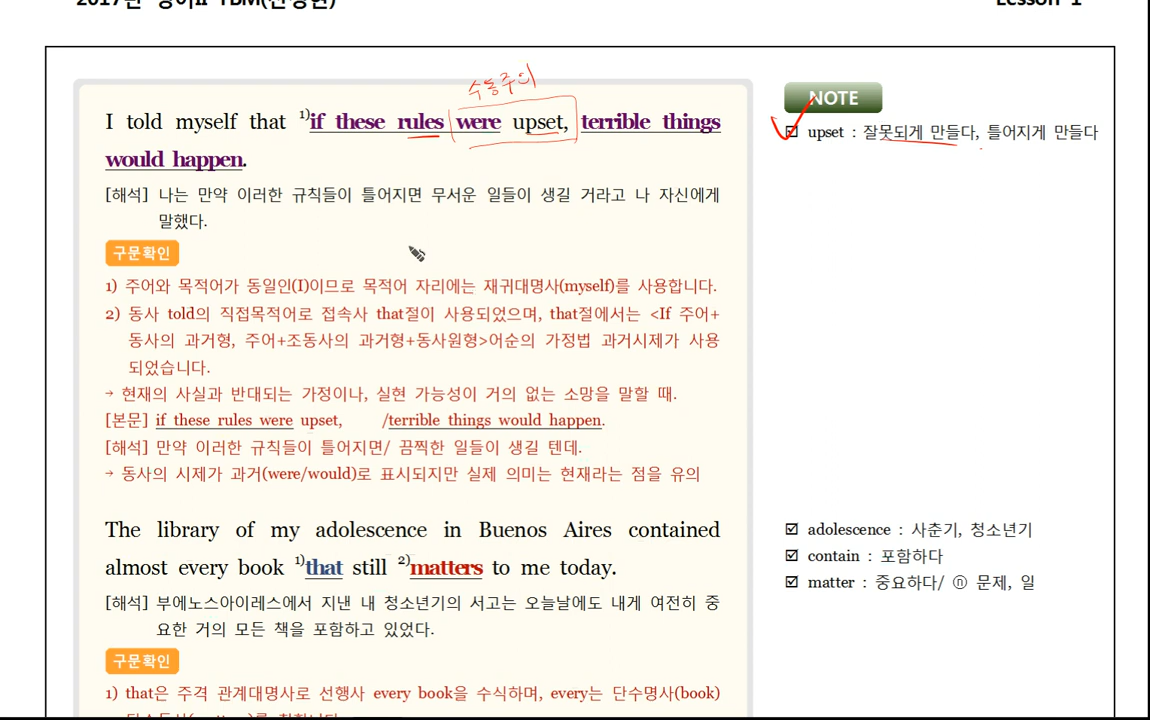 2017년 영어Ⅱ YBM(신정현)
Lesson 1
수동주의
I told myself that 1)if these rules were upset, terrible things
would happen.
[해석] 나는 만약 이러한 규칙들이 틀어지면 무서운 일들이 생길 거라고 나 자신에게
말했다.
구문확인
1) 주어와 목적어가 동일인(I)이므로 목적어 자리에는 재귀대명사(myself)를 사용합니다.
2) 동사 told의 직접목적어로 접속사 that절이 사용되었으며, that절에서는 <If 주어+
동사의 과거형, 주어+조동사의 과거형+동사원형>어순의 가정법 과거시제가 사용
되었습니다.
→ 현재의 사실과 반대되는 가정이나, 실현 가능성이 거의 없는 소망을 말할 때.
[본문] if these rules were upset, /terrible things would happen.
[해석] 만약 이러한 규칙들이 틀어지면/ 끔찍한 일들이 생길 텐데.
→ 동사의 시제가 과거(were/would)로 표시되지만 실제 의미는 현재라는 점을 유의
The library of my adolescence in Buenos Aires contained
almost every book 1)that still 2)matters to me today.
[해석] 부에노스아이레스에서 지낸 내 청소년기의 서고는 오늘날에도 내게 여전히 중
요한 거의 모든 책을 포함하고 있었다.
구문확인
1) that은 주격 관계대명사로 선행사 every book을 수식하며, every는 단수명사(book)
NOTE
☑ upset : 잘못되게 만들다, 틀어지게 만들다
☑ adolescence : 사춘기, 청소년기
☑ contain : 포함하다
☑ matter : 중요하다/ ⓝ 문제, 일